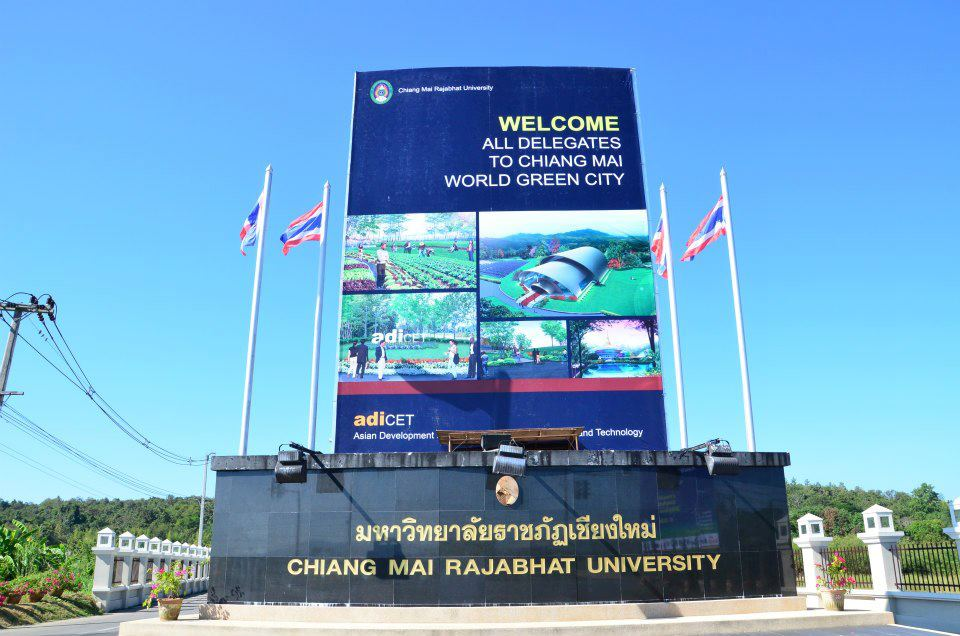 Chiang Mai Rajabhat University
WELCOME
ALL DELEGATES
TO CHIANG MAI
WORLD GREEN CITY
adiCET
adiCET
Asian Development and Technology
มหาวิทยาลัยราชภัฏเชียงใหม่
CHIANG MAI RAJABHAT UNIVERSITY